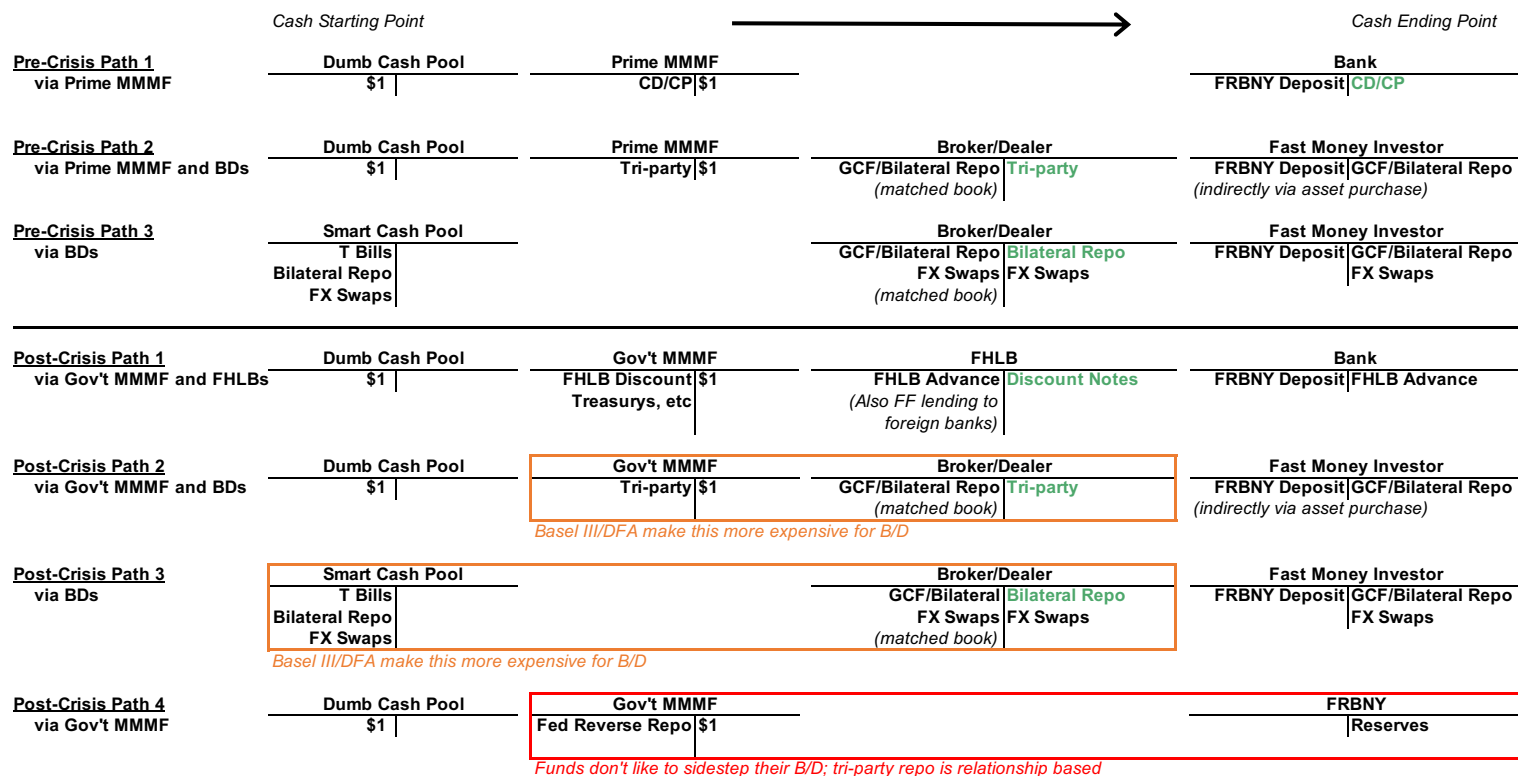 Cash Starting Point Cash Ending Point
Pre-Crisis Path 1 Dumb Cash Pool Prime MMMF Bank
via Prime MMMF $1 CD/CP $1 FRBNY Deposit CD/CP
Pre-Crisis Path 2 Dumb Cash Pool Prime MMMF Broker/Dealer Fast Money Investor
via Prime MMMF and BDs $1 Tri-party $1 GCF/Bilateral Repo Tri-party FRBNY Deposit GCF/Bilateral Repo
(matched book) (indirectly via asset purchase)
Pre-Crisis Path 3 Smart Cash Pool Broker/Dealer Fast Money Investor
via BDs T Bills GCF/Bilateral Repo Bilateral Repo FRBNY Deposit GCF/Bilateral Repo
Bilateral Repo FX Swaps FX Swaps FX Swaps
FX Swaps (matched book)
Post-Crisis Path 1 Dumb Cash Pool Gov't MMMF FHLB Bank
via Gov't MMMF and FHLBs $1 FHLB Discount $1 FHLB Advance Discount Notes FRBNY Deposit FHLB Advance
Treasurys, etc (Also FF lending to
foreign banks)
Post-Crisis Path 2 Dumb Cash Pool Gov't MMMF Broker/Dealer Fast Money Investor
via Gov't MMMF and BDs $1 Tri-party $1 GCF/Bilateral Repo Tri-party FRBNY Deposit GCF/Bilateral Repo
(matched book) (indirectly via asset purchase)
Basel III/DFA make this more expensive for B/D
Post-Crisis Path 3 Smart Cash Pool Broker/Dealer Fast Money Investor
via BDs T Bills GCF/Bilateral Bilateral Repo FRBNY Deposit GCF/Bilateral Repo
Bilateral Repo FX Swaps FX Swaps FX Swaps
FX Swaps (matched book)
Basel III/DFA make this more expensive for B/D
Post-Crisis Path 4 Dumb Cash Pool Gov't MMMF FRBNY
via Gov't MMMF $1 Fed Reverse Repo $1 Reserves
Funds don't like to sidestep their B/D; tri-party repo is relationship based